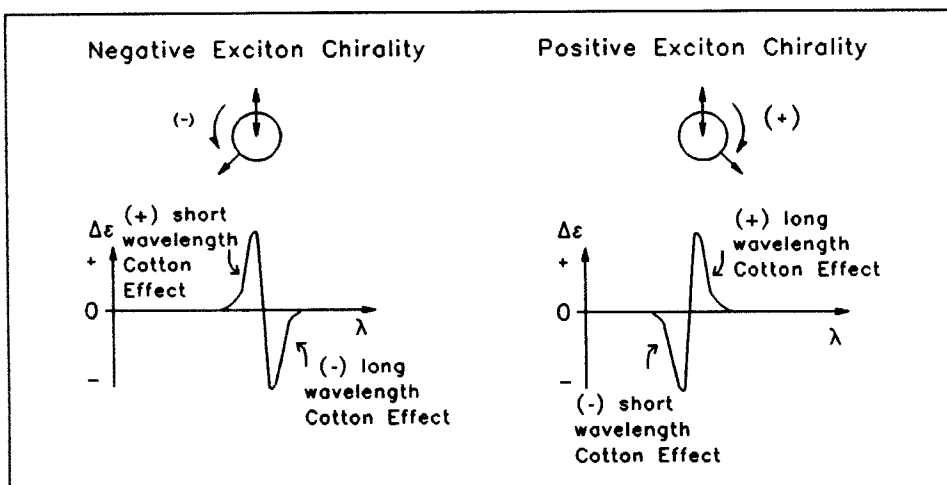 Negative Exciton Chirality
(-)
Δε
+
0
-
(+) short
wavelength
Cotton
Effect
λ
(-) long
wavelength
Cotton Effect
Positive Exciton Chirality
(+)
Δε
+
0
-
(+) long
wavelength
Cotton Effect
λ
(-) short
wavelength
Cotton Effect